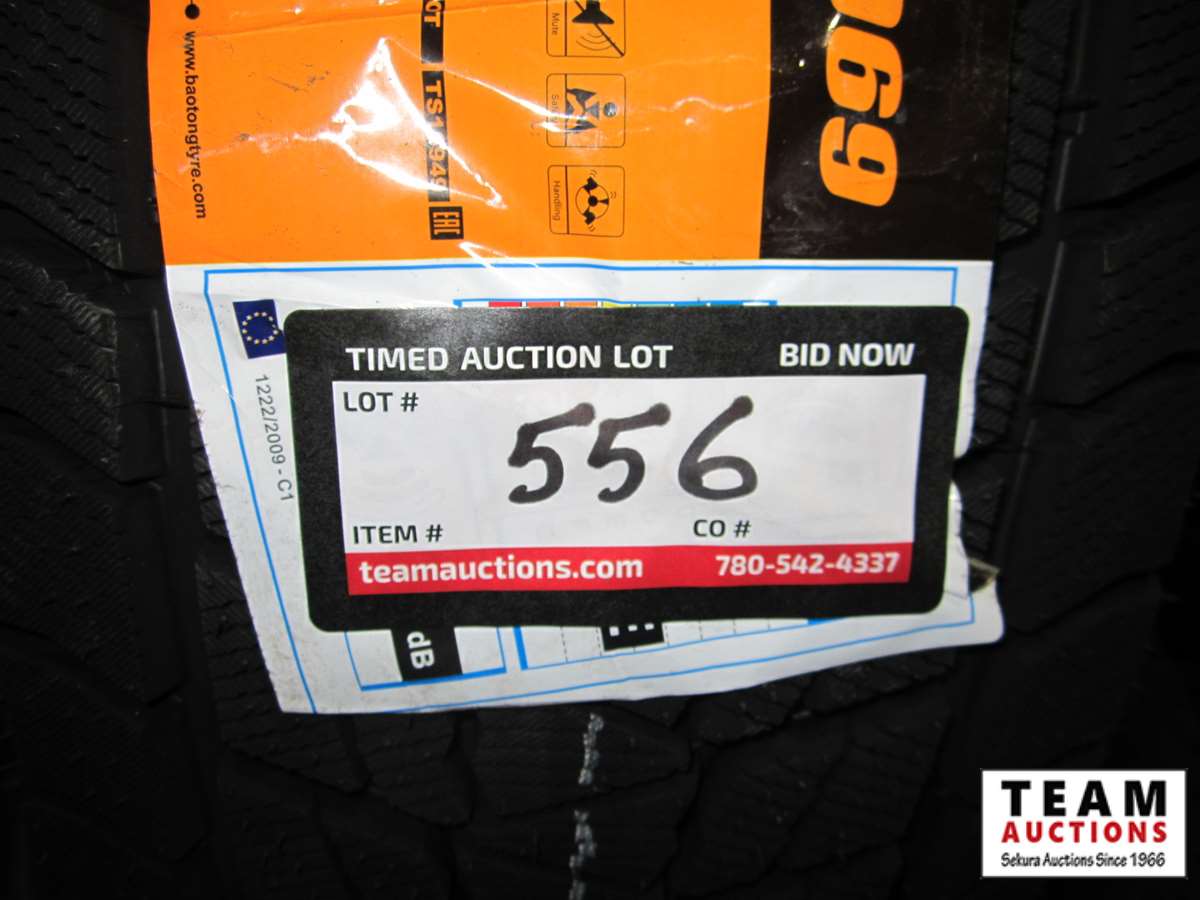 www.baotongtyre.com
Mute
Handling
EAC
969
1222/2009 - C1
TIMED AUCTION LOT
BID NOW
LOT #
556
ITEM #
CO #
teamauctions.com
780-542-4337
dB
TEAM
AUCTIONS
Sekura Auctions Since 1966